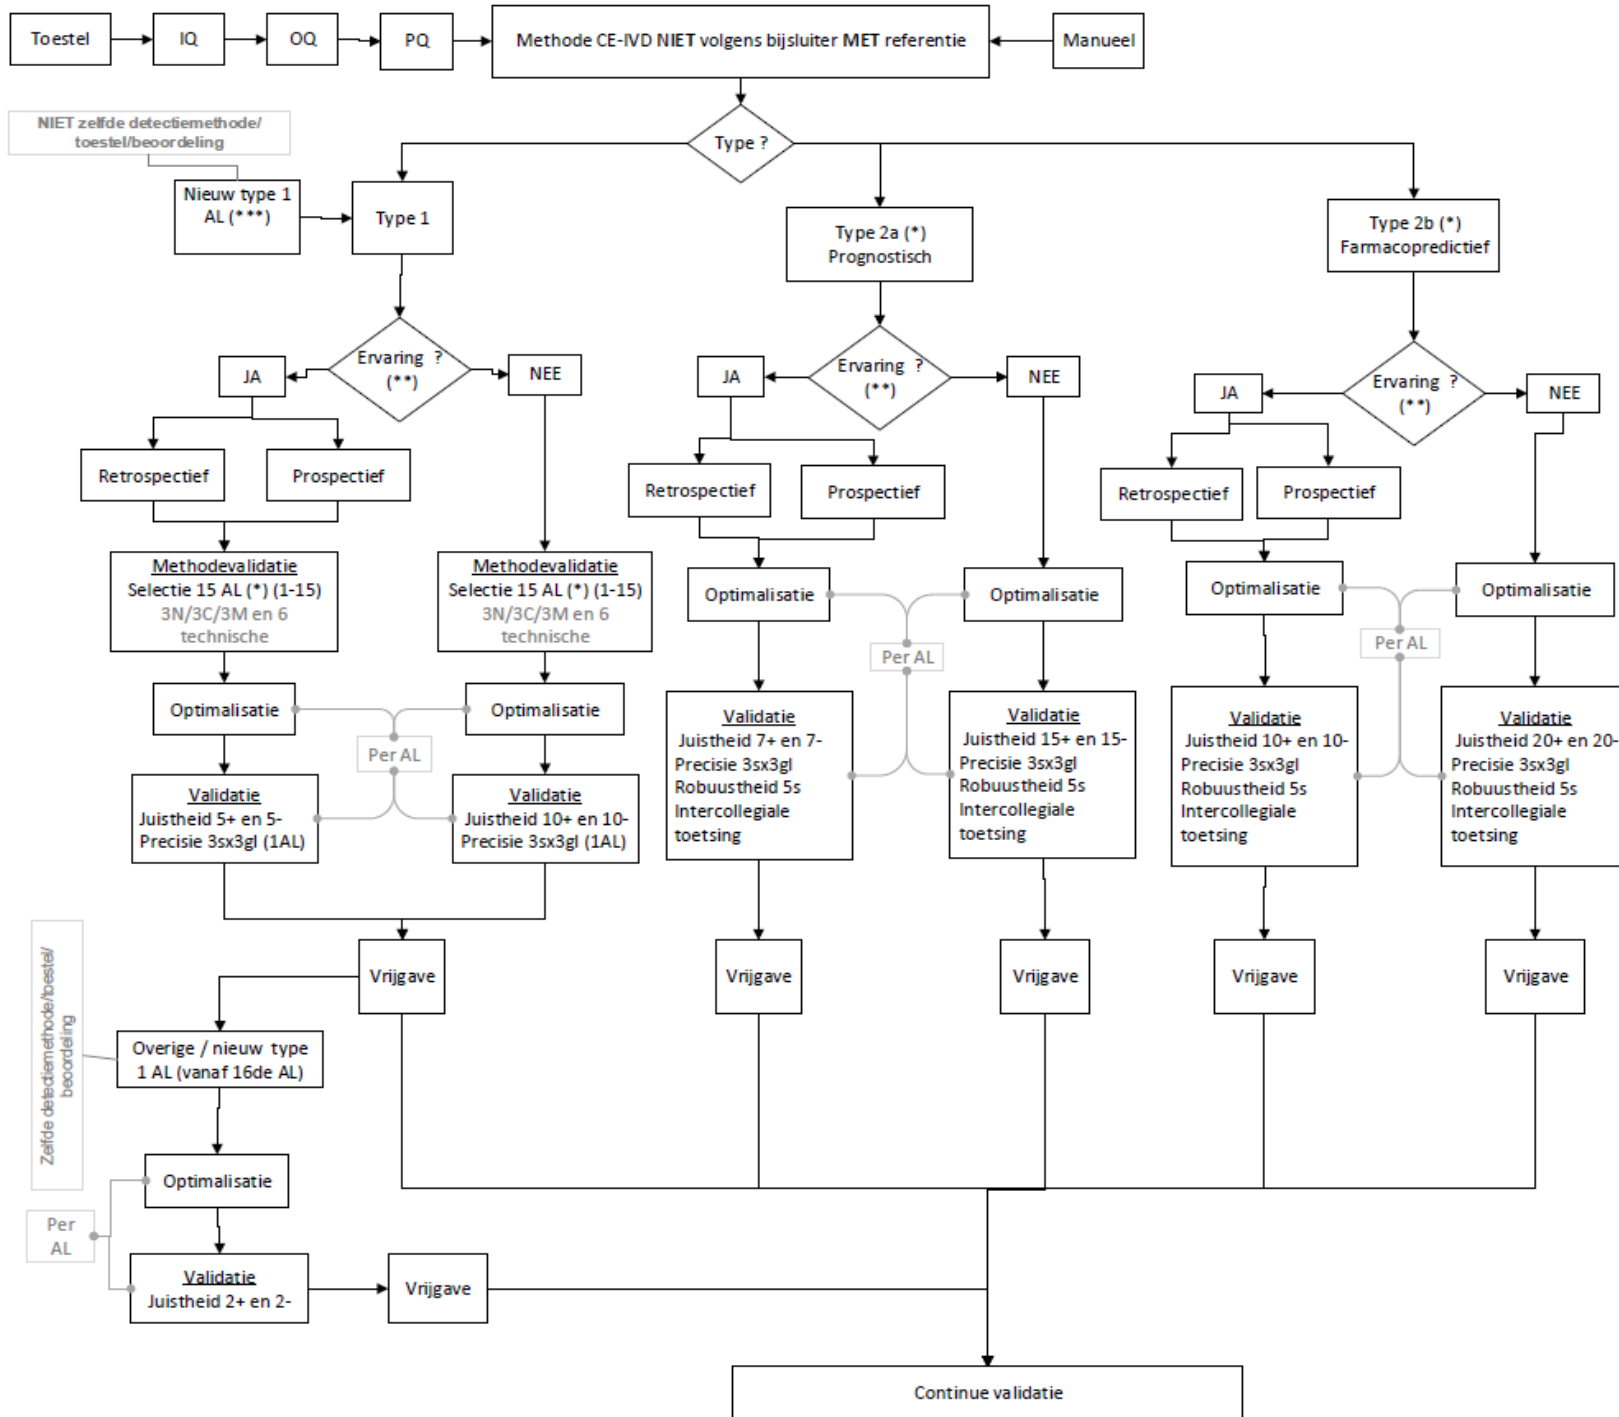 Toestel
IQ
OQ
PQ
Methode CE-IVD NIET volgens bijsluiter MET referentie
Manueel
NIET zelfde detectiemethode/
toestel/beoordeling
Type ?
Nieuw type 1
AL (***)
Type 1
Type 2a (*)
Prognostisch
Type 2b (*)
Farmacopredictief
JA
Ervaring ?
(**)
NEE
JA
Ervaring ?
(**)
NEE
JA
Ervaring ?
(**)
NEE
Retrospectief
Prospectief
Retrospectief
Prospectief
Retrospectief
Prospectief
Methodevalidatie
Selectie 15 AL (*) (1-15)
3N/3C/3M en 6
technische
Methodevalidatie
Selectie 15 AL (*) (1-15)
3N/3C/3M en 6
technische
Optimalisatie
Optimalisatie
Optimalisatie
Optimalisatie
Per AL
Per AL
Optimalisatie
Optimalisatie
Per AL
Validatie
Juistheid 5+ en 5-
Precisie 3sx3gl (1AL)
Validatie
Juistheid 10+ en 10-
Precisie 3sx3gl (1AL)
Validatie
Juistheid 7+ en 7-
Precisie 3sx3gl
Robuustheid 5s
Intercollegiale
toetsing
Validatie
Juistheid 15+ en 15-
Precisie 3sx3gl
Robuustheid 5s
Intercollegiale
toetsing
Validatie
Juistheid 10+ en 10-
Precisie 3sx3gl
Robuustheid 5s
Intercollegiale
toetsing
Validatie
Juistheid 20+ en 20-
Precisie 3sx3gl
Robuustheid 5s
Intercollegiale
toetsing
Vrijgave
Vrijgave
Vrijgave
Vrijgave
Vrijgave
Zelfde detectiemethode/toestel/
beoordeling
Overige / nieuw type
1 AL (vanaf 16de AL)
Optimalisatie
Per
AL
Validatie
Juistheid 2+ en 2-
Vrijgave
Continue validatie